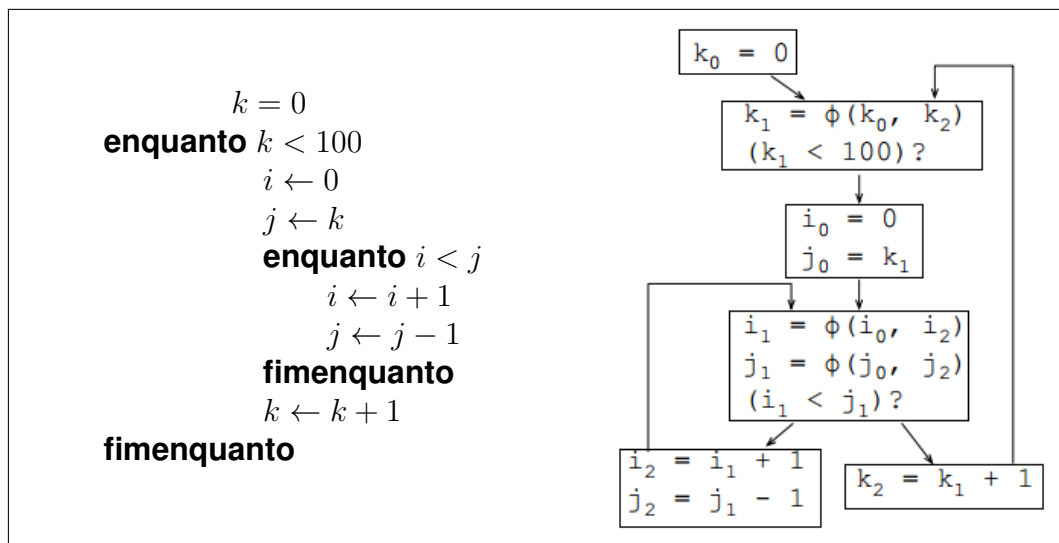 k = 0
enquanto k < 100
i ← 0
j ← k
enquanto i < j
i ← i + 1
j ← j − 1
fimenquanto
k ← k + 1
fimenquanto
k₀ = 0
k₁ = ϕ(k₀, k₂)
(k₁ < 100)?
i₀ = 0
j₀ = k₁
i₁ = ϕ(i₀, i₂)
j₁ = ϕ(j₀, j₂)
(i₁ < j₁)?
i₂ = i₁ + 1
j₂ = j₁ - 1
k₂ = k₁ + 1